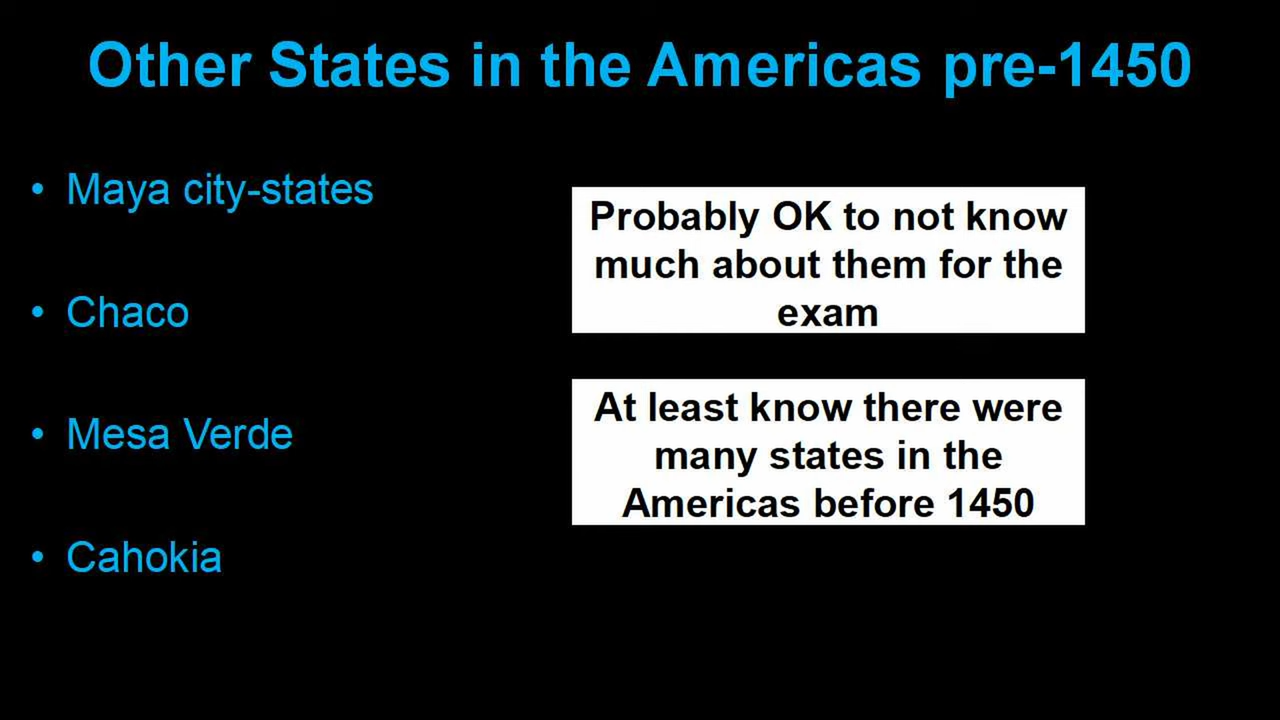 Other States in the Americas pre-1450
• Maya city-states
• Chaco
• Mesa Verde
• Cahokia
Probably OK to not know
much about them for the
exam
At least know there were
many states in the
Americas before 1450